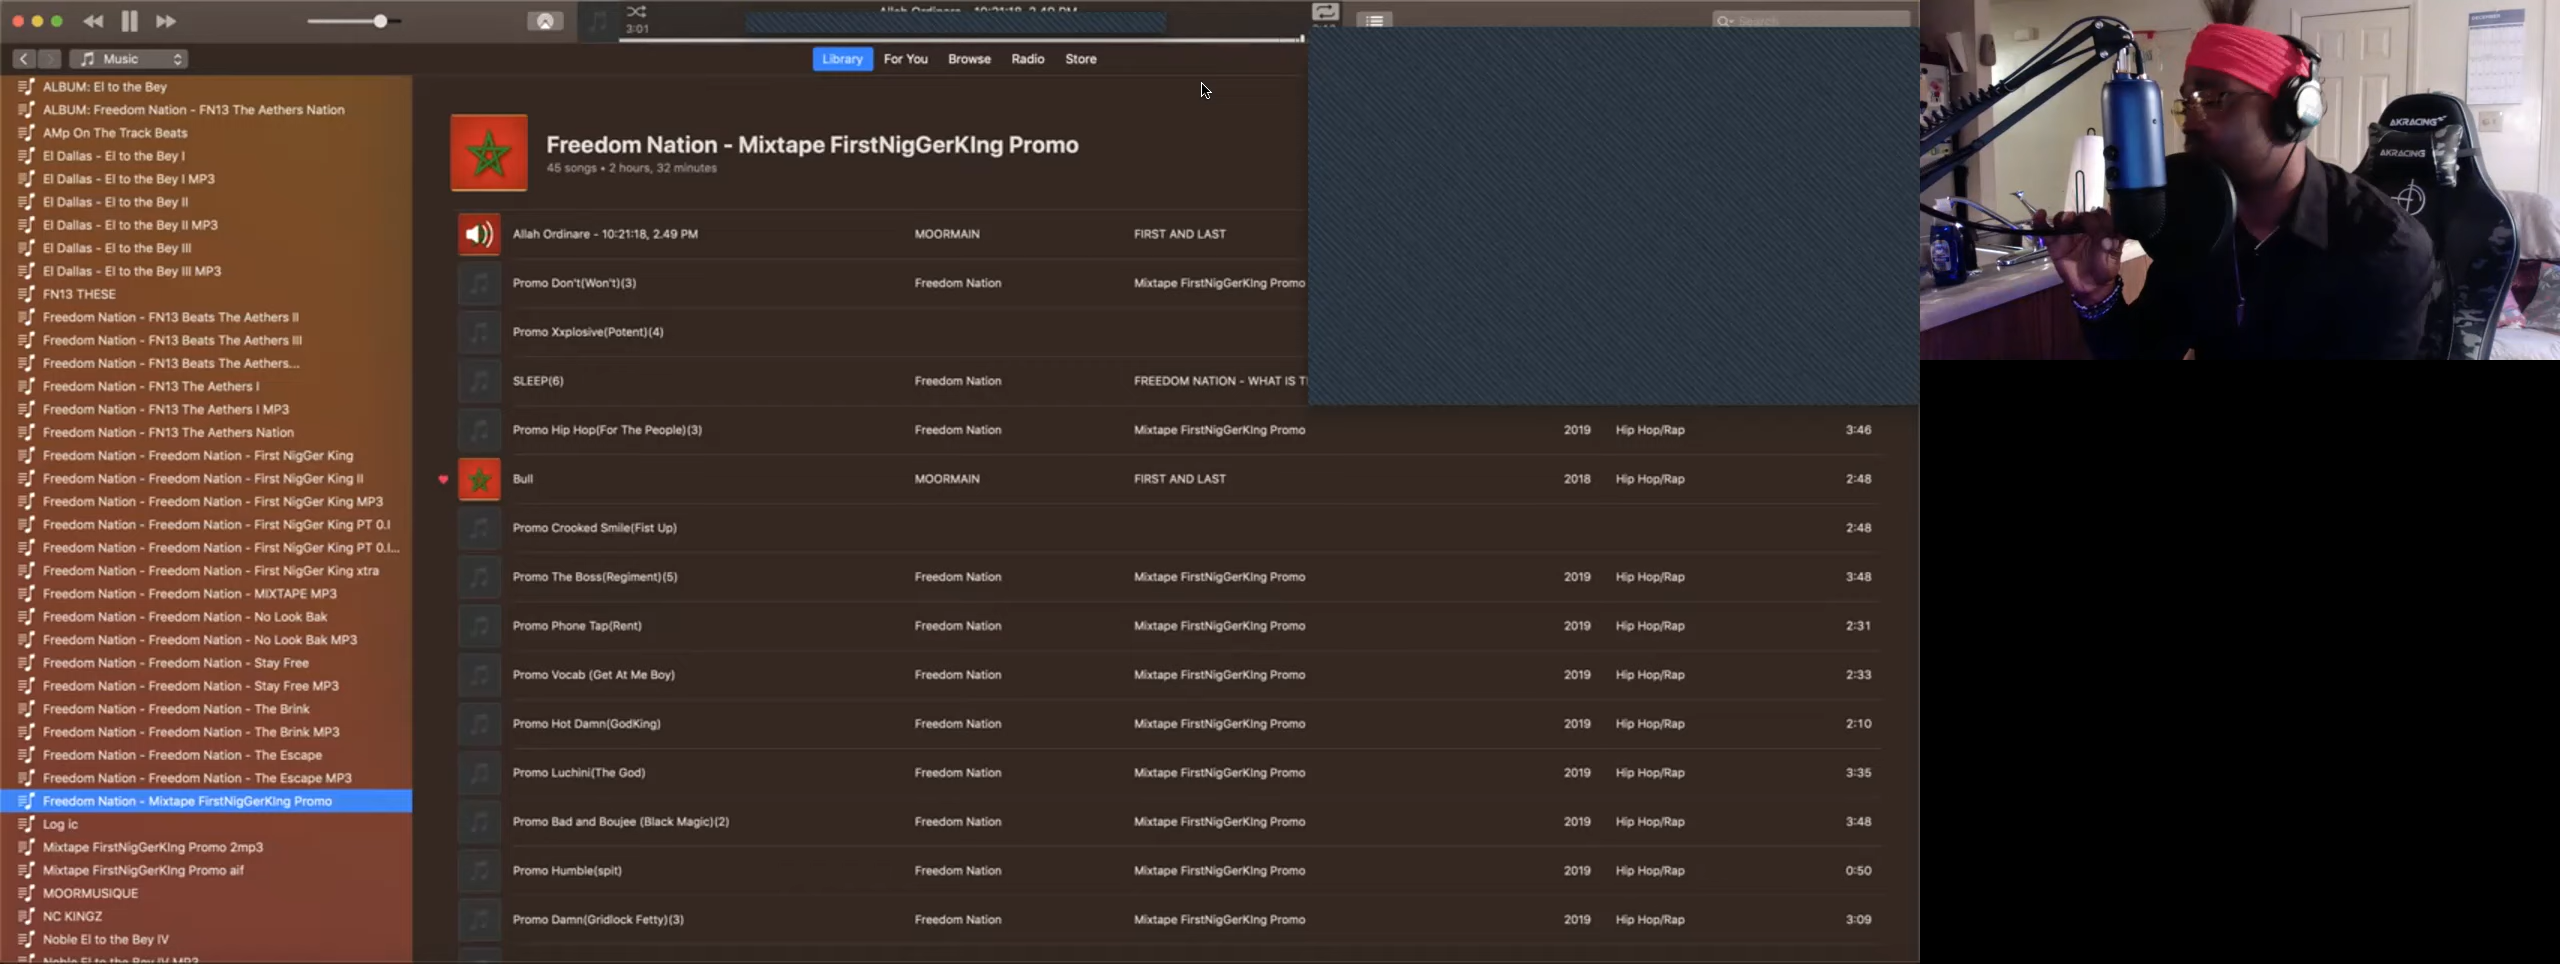 Allah Ordinare - 10:21:18, 2.49 PM
3:01
Search
Music
Library
For You
Browse
Radio
Store
ALBUM: El to the Bey
ALBUM: Freedom Nation - FN13 The Aethers Nation
AMp On The Track Beats
El Dallas - El to the Bey I
El Dallas - El to the Bey I MP3
El Dallas - El to the Bey II
El Dallas - El to the Bey II MP3
El Dallas - El to the Bey III
El Dallas - El to the Bey III MP3
FN13 THESE
Freedom Nation - FN13 Beats The Aethers II
Freedom Nation - FN13 Beats The Aethers III
Freedom Nation - FN13 Beats The Aethers...
Freedom Nation - FN13 The Aethers I
Freedom Nation - FN13 The Aethers I MP3
Freedom Nation - FN13 The Aethers Nation
Freedom Nation - Freedom Nation - First NigGer King
Freedom Nation - Freedom Nation - First NigGer King II
Freedom Nation - Freedom Nation - First NigGer King MP3
Freedom Nation - Freedom Nation - First NigGer King PT 0.I
Freedom Nation - Freedom Nation - First NigGer King PT 0.I...
Freedom Nation - Freedom Nation - First NigGer King xtra
Freedom Nation - Freedom Nation - MIXTAPE MP3
Freedom Nation - Freedom Nation - No Look Bak
Freedom Nation - Freedom Nation - No Look Bak MP3
Freedom Nation - Freedom Nation - Stay Free
Freedom Nation - Freedom Nation - Stay Free MP3
Freedom Nation - Freedom Nation - The Brink
Freedom Nation - Freedom Nation - The Brink MP3
Freedom Nation - Freedom Nation - The Escape
Freedom Nation - Freedom Nation - The Escape MP3
Freedom Nation - Mixtape FirstNigGerKIng Promo
Log ic
Mixtape FirstNigGerKIng Promo 2mp3
Mixtape FirstNigGerKIng Promo aif
MOORMUSIQUE
NC KINGZ
Noble El to the Bey IV
Noble El to the Bey IV MP3
Freedom Nation - Mixtape FirstNigGerKIng Promo
45 songs • 2 hours, 32 minutes
Allah Ordinare - 10:21:18, 2.49 PM MOORMAIN FIRST AND LAST
Promo Don't(Won't)(3) Freedom Nation Mixtape FirstNigGerKIng Promo
Promo Xxplosive(Potent)(4)
SLEEP(6) Freedom Nation FREEDOM NATION - WHAT IS T
Promo Hip Hop(For The People)(3) Freedom Nation Mixtape FirstNigGerKIng Promo 2019 Hip Hop/Rap 3:46
Bull MOORMAIN FIRST AND LAST 2018 Hip Hop/Rap 2:48
Promo Crooked Smile(Fist Up) 2:48
Promo The Boss(Regiment)(5) Freedom Nation Mixtape FirstNigGerKIng Promo 2019 Hip Hop/Rap 3:48
Promo Phone Tap(Rent) Freedom Nation Mixtape FirstNigGerKIng Promo 2019 Hip Hop/Rap 2:31
Promo Vocab (Get At Me Boy) Freedom Nation Mixtape FirstNigGerKIng Promo 2019 Hip Hop/Rap 2:33
Promo Hot Damn(GodKing) Freedom Nation Mixtape FirstNigGerKIng Promo 2019 Hip Hop/Rap 2:10
Promo Luchini(The God) Freedom Nation Mixtape FirstNigGerKIng Promo 2019 Hip Hop/Rap 3:35
Promo Bad and Boujee (Black Magic)(2) Freedom Nation Mixtape FirstNigGerKIng Promo 2019 Hip Hop/Rap 3:48
Promo Humble(spit) Freedom Nation Mixtape FirstNigGerKIng Promo 2019 Hip Hop/Rap 0:50
Promo Damn(Gridlock Fetty)(3) Freedom Nation Mixtape FirstNigGerKIng Promo 2019 Hip Hop/Rap 3:09
DECEMBER
AKRACING
AKRACING